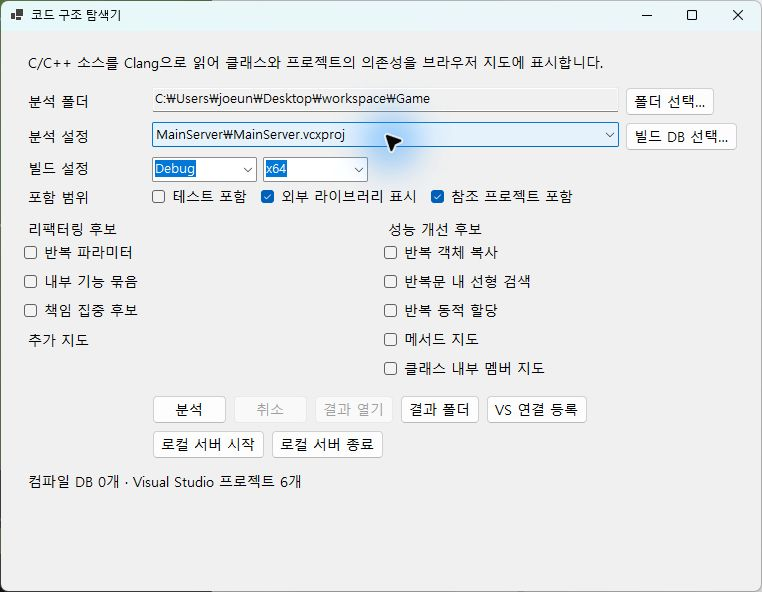 코드 구조 탐색기
C/C++ 소스를 Clang으로 읽어 클래스와 프로젝트의 의존성을 브라우저 지도에 표시합니다.
분석 폴더 C:₩Users₩joeun₩Desktop₩workspace₩Game 폴더 선택...
분석 설정 MainServer₩MainServer.vcxproj 빌드 DB 선택...
빌드 설정 Debug x64
포함 범위 테스트 포함 외부 라이브러리 표시 참조 프로젝트 포함
리팩터링 후보 성능 개선 후보
반복 파라미터 반복 객체 복사
내부 기능 묶음 반복문 내 선형 검색
책임 집중 후보 반복 동적 할당
추가 지도 메서드 지도
클래스 내부 멤버 지도
분석 취소 결과 열기 결과 폴더 VS 연결 등록
로컬 서버 시작 로컬 서버 종료
컴파일 DB 0개 · Visual Studio 프로젝트 6개